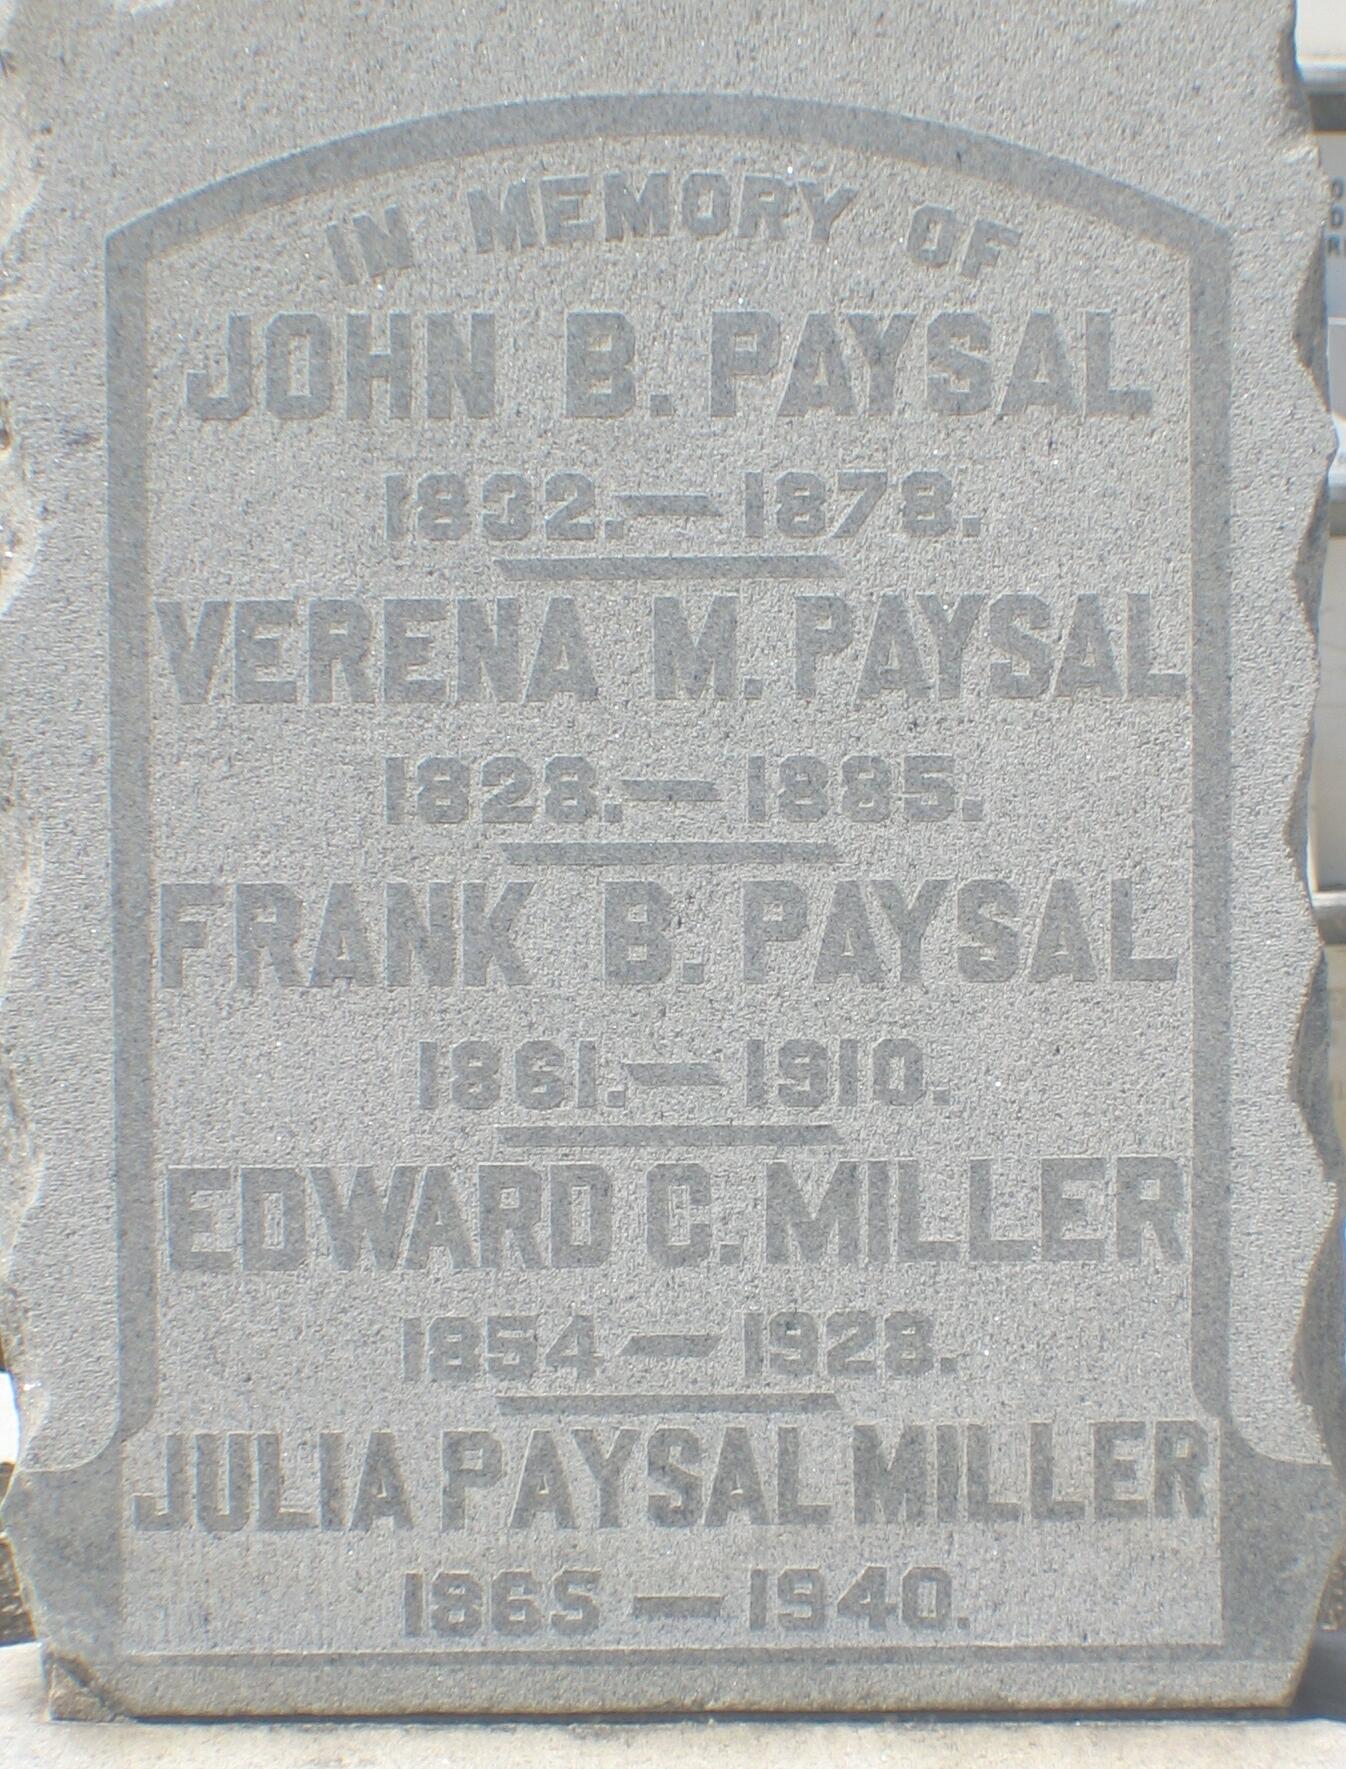 IN MEMORY OF
JOHN B. PAYSAL
1832.—1878.
VERENA M. PAYSAL
1828.—1885.
FRANK B. PAYSAL
1861.—1910.
EDWARD C. MILLER
1854—1928.
JULIA PAYSAL MILLER
1865—1940.